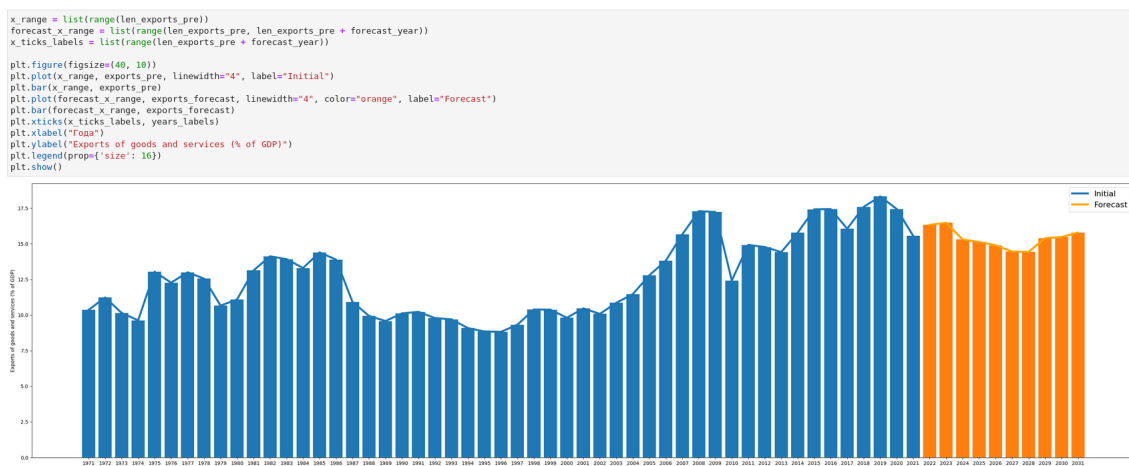 x_range = list(range(len_exports_pre))
forecast_x_range = list(range(len_exports_pre, len_exports_pre + forecast_year))
x_ticks_labels = list(range(len_exports_pre + forecast_year))
plt.figure(figsize=(40, 10))
plt.plot(x_range, exports_pre, linewidth="4", label="Initial")
plt.bar(x_range, exports_pre)
plt.plot(forecast_x_range, exports_forecast, linewidth="4", color="orange", label="Forecast")
plt.bar(forecast_x_range, exports_forecast)
plt.xticks(x_ticks_labels, years_labels)
plt.xlabel("Года")
plt.ylabel("Exports of goods and services (% of GDP)")
plt.legend(prop={'size': 16})
plt.show()
Initial
Forecast
17.5
15.0
12.5
10.0
7.5
5.0
2.5
0.0
Exports of goods and services (% of GDP)
1971 1972 1973 1974 1975 1976 1977 1978 1979 1980 1981 1982 1983 1984 1985 1986 1987 1988 1989 1990 1991 1992 1993 1994 1995 1996 1997 1998 1999 2000 2001 2002 2003 2004 2005 2006 2007 2008 2009 2010 2011 2012 2013 2014 2015 2016 2017 2018 2019 2020 2021 2022 2023 2024 2025 2026 2027 2028 2029 2030 2031